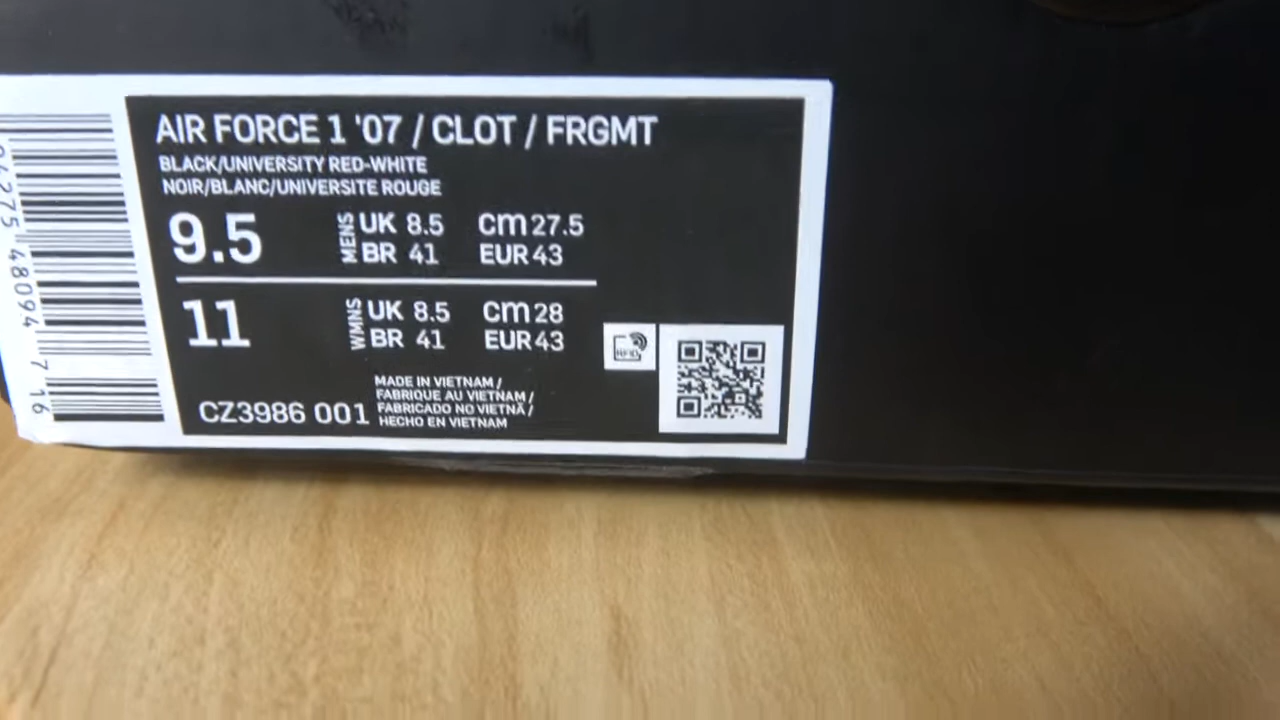 AIR FORCE 1 '07 / CLOT / FRGMT
BLACK/UNIVERSITY RED-WHITE
NOIR/BLANC/UNIVERSITE ROUGE
9.5 MENS UK 8.5 cm 27.5
BR 41 EUR 43
11 WMNS UK 8.5 cm 28
BR 41 EUR 43
CZ3986 001
MADE IN VIETNAM /
FABRIQUE AU VIETNAM /
FABRICADO NO VIETNÃ /
HECHO EN VIETNAM
RFID
48094 7 16